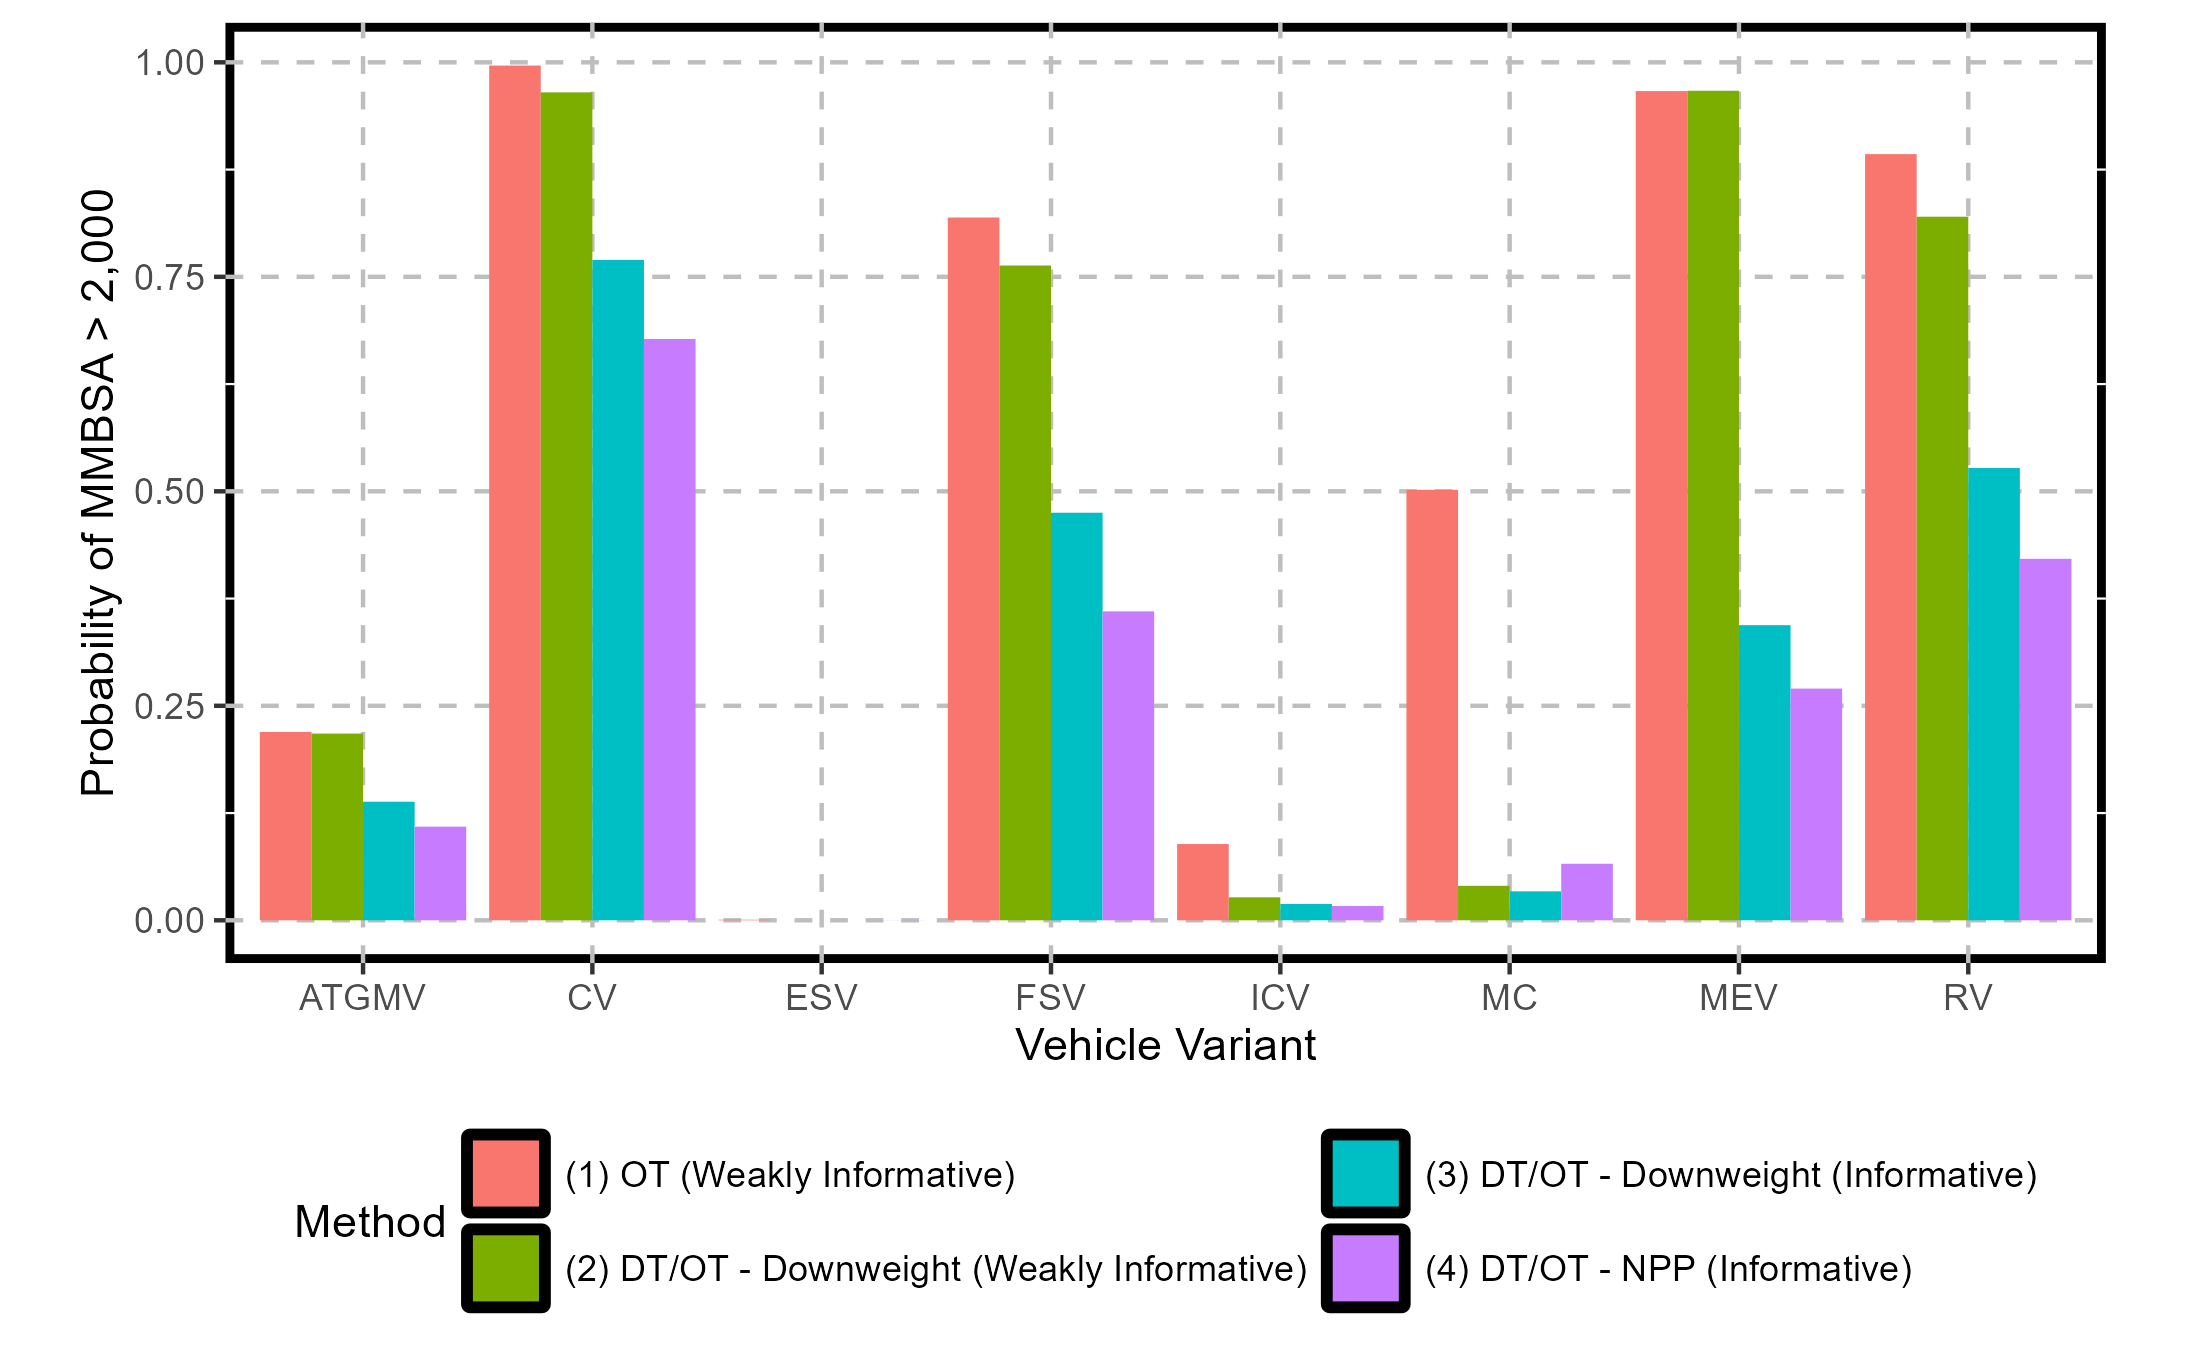 Probability of MMBSA > 2,000
1.00
0.75
0.50
0.25
0.00
ATGMV CV ESV FSV ICV MC MEV RV
Vehicle Variant
Method
(1) OT (Weakly Informative)
(2) DT/OT - Downweight (Weakly Informative)
(3) DT/OT - Downweight (Informative)
(4) DT/OT - NPP (Informative)